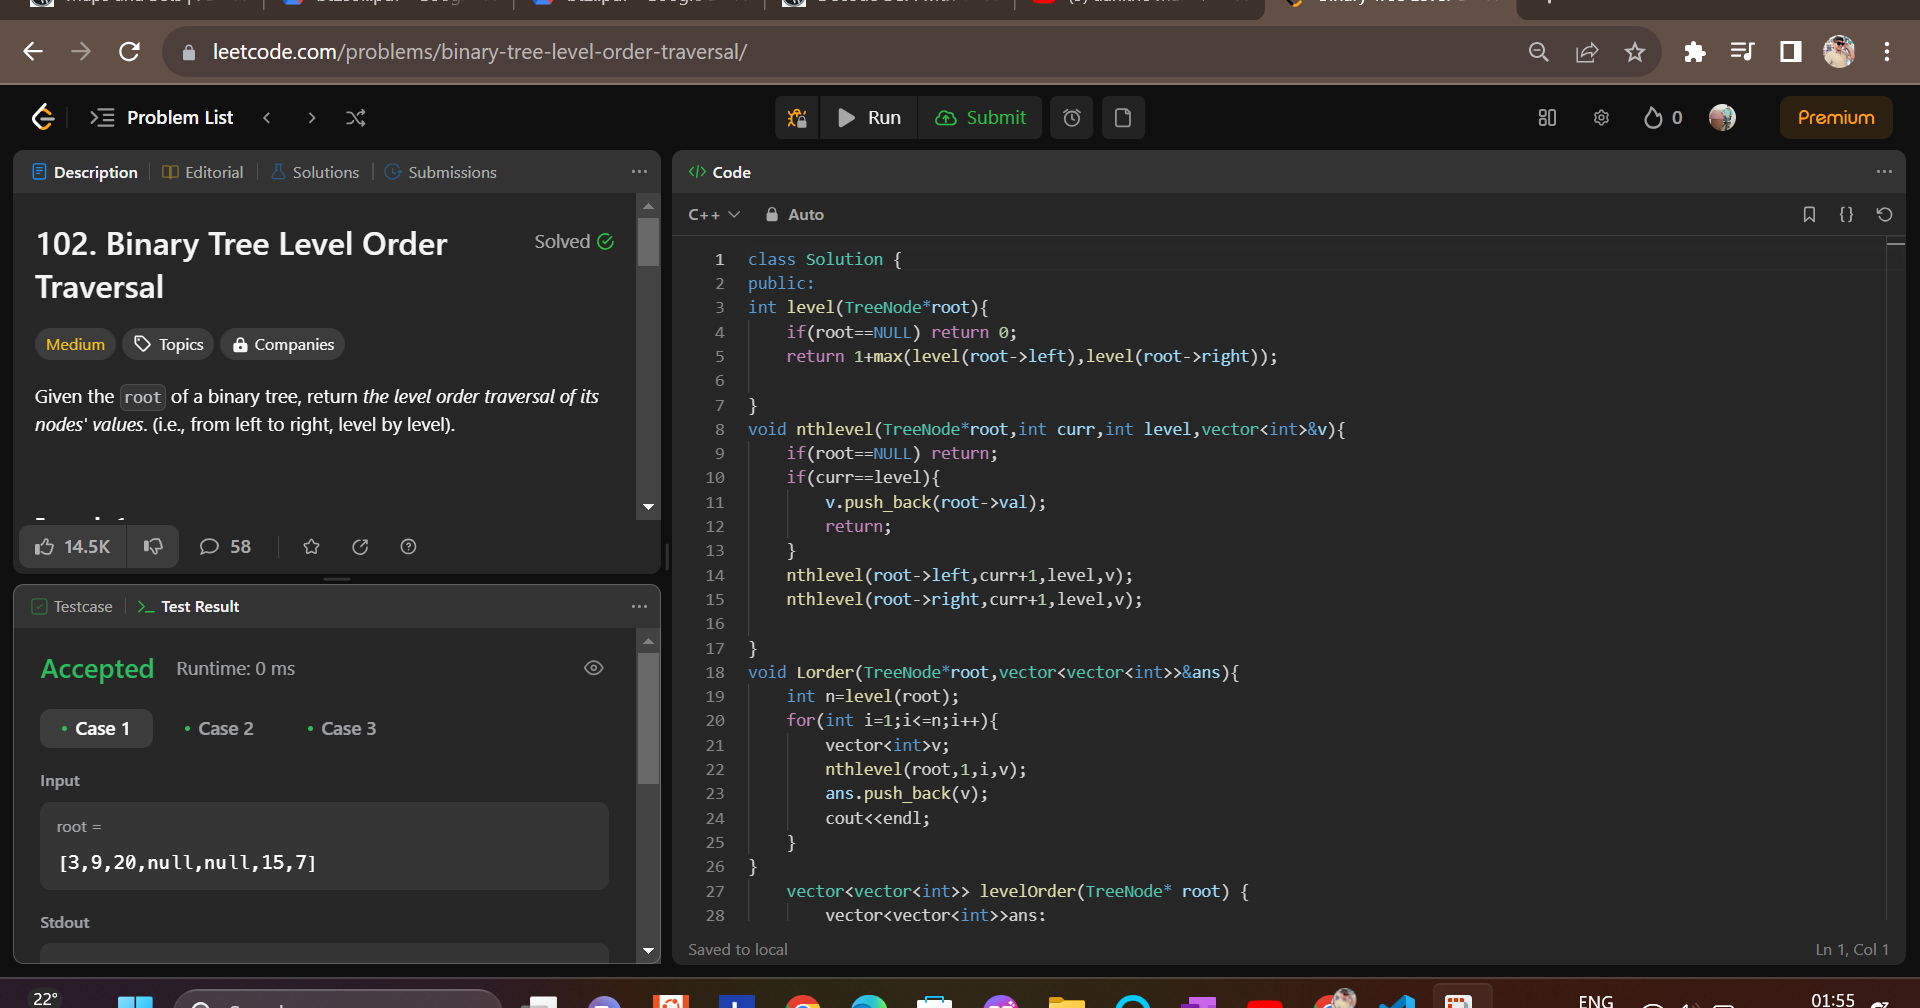 leetcode.com/problems/binary-tree-level-order-traversal/
Problem List
Run
Submit
0
Premium
Description
Editorial
Solutions
Submissions
102. Binary Tree Level Order
Traversal
Solved
Medium
Topics
Companies
Given the root of a binary tree, return the level order traversal of its
nodes' values. (i.e., from left to right, level by level).
14.5K
58
Testcase
>_ Test Result
Accepted
Runtime: 0 ms
Case 1
Case 2
Case 3
Input
root =
[3,9,20,null,null,15,7]
Stdout
</> Code
C++
Auto
{}
1 class Solution {
2 public:
3 int level(TreeNode*root){
4 if(root==NULL) return 0;
5 return 1+max(level(root->left),level(root->right));
6
7 }
8 void nthlevel(TreeNode*root,int curr,int level,vector<int>&v){
9 if(root==NULL) return;
10 if(curr==level){
11 v.push_back(root->val);
12 return;
13 }
14 nthlevel(root->left,curr+1,level,v);
15 nthlevel(root->right,curr+1,level,v);
16
17 }
18 void Lorder(TreeNode*root,vector<vector<int>>&ans){
19 int n=level(root);
20 for(int i=1;i<=n;i++){
21 vector<int>v;
22 nthlevel(root,1,i,v);
23 ans.push_back(v);
24 cout<<endl;
25 }
26 }
27 vector<vector<int>> levelOrder(TreeNode* root) {
28 vector<vector<int>>ans;
Saved to local
Ln 1, Col 1
22°
ENG
01:55